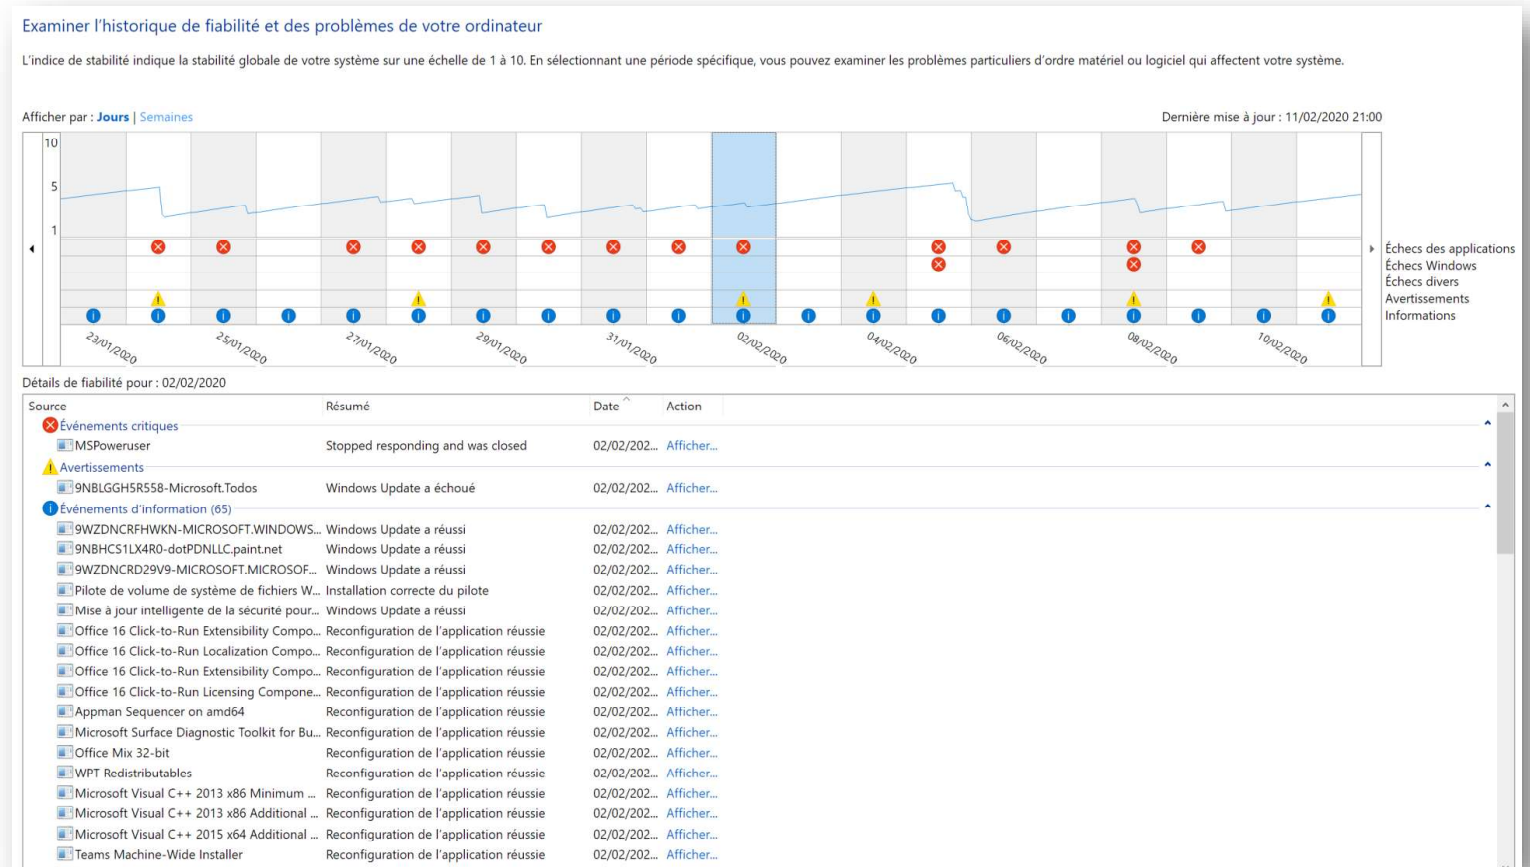 Examiner l'historique de fiabilité et des problèmes de votre ordinateur
L'indice de stabilité indique la stabilité globale de votre système sur une échelle de 1 à 10. En sélectionnant une période spécifique, vous pouvez examiner les problèmes particuliers d'ordre matériel ou logiciel qui affectent votre système.
Afficher par : Jours | Semaines
Dernière mise à jour : 11/02/2020 21:00
10
5
1
Échecs des applications
Échecs Windows
Échecs divers
Avertissements
Informations
23/01/2020 25/01/2020 27/01/2020 29/01/2020 31/01/2020 02/02/2020 04/02/2020 06/02/2020 08/02/2020 10/02/2020
Détails de fiabilité pour : 02/02/2020
Source Résumé Date Action
Événements critiques
MSPoweruser Stopped responding and was closed 02/02/202... Afficher...
Avertissements
9NBLGGH5R558-Microsoft.Todos Windows Update a échoué 02/02/202... Afficher...
Événements d'information (65)
9WZDNCRFHWKN-MICROSOFT.WINDOWS... Windows Update a réussi 02/02/202... Afficher...
9NBHCS1LX4R0-dotPDNLLC.paint.net Windows Update a réussi 02/02/202... Afficher...
9WZDNCRD29V9-MICROSOFT.MICROSOF... Windows Update a réussi 02/02/202... Afficher...
Pilote de volume de système de fichiers W... Installation correcte du pilote 02/02/202... Afficher...
Mise à jour intelligente de la sécurité pour... Windows Update a réussi 02/02/202... Afficher...
Office 16 Click-to-Run Extensibility Compo... Reconfiguration de l'application réussie 02/02/202... Afficher...
Office 16 Click-to-Run Localization Compo... Reconfiguration de l'application réussie 02/02/202... Afficher...
Office 16 Click-to-Run Extensibility Compo... Reconfiguration de l'application réussie 02/02/202... Afficher...
Office 16 Click-to-Run Licensing Compone... Reconfiguration de l'application réussie 02/02/202... Afficher...
Appman Sequencer on amd64 Reconfiguration de l'application réussie 02/02/202... Afficher...
Microsoft Surface Diagnostic Toolkit for Bu... Reconfiguration de l'application réussie 02/02/202... Afficher...
Office Mix 32-bit Reconfiguration de l'application réussie 02/02/202... Afficher...
WPT Redistributables Reconfiguration de l'application réussie 02/02/202... Afficher...
Microsoft Visual C++ 2013 x86 Minimum ... Reconfiguration de l'application réussie 02/02/202... Afficher...
Microsoft Visual C++ 2013 x86 Additional ... Reconfiguration de l'application réussie 02/02/202... Afficher...
Microsoft Visual C++ 2015 x64 Additional ... Reconfiguration de l'application réussie 02/02/202... Afficher...
Teams Machine-Wide Installer Reconfiguration de l'application réussie 02/02/202... Afficher...